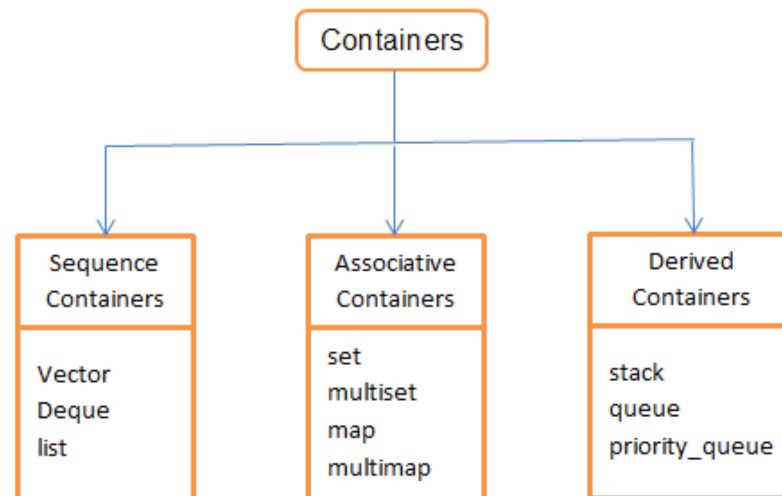 Containers
Sequence
Containers
Vector
Deque
list
Associative
Containers
set
multiset
map
multimap
Derived
Containers
stack
queue
priority_queue